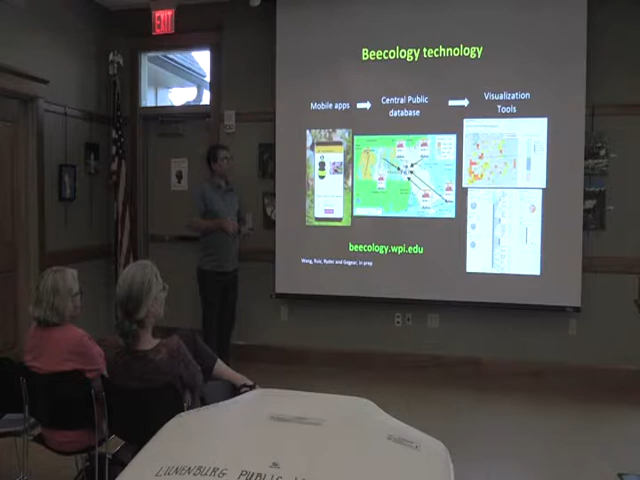 EXIT
Beecology technology
Mobile apps
Central Public
database
Visualization
Tools
beecology.wpi.edu
Wang, Ruiz, Ryder and Gegear, in prep
LUNENBURG PUBLIC